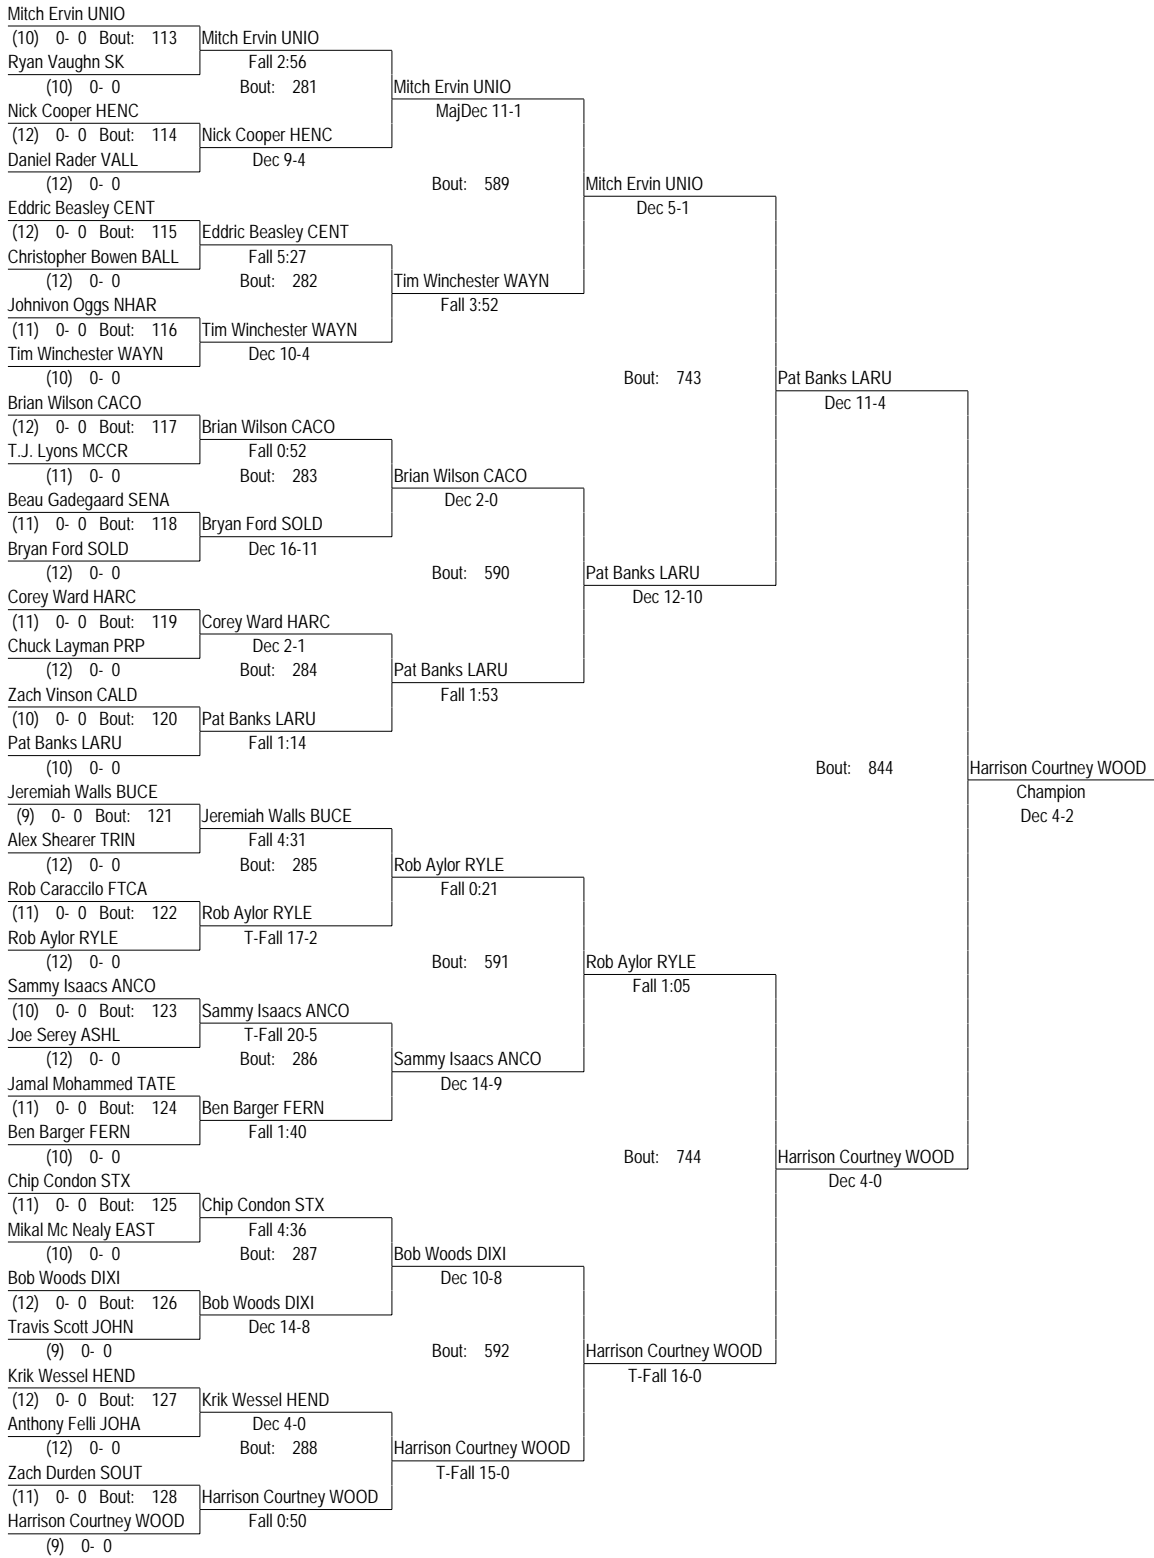 Mitch Ervin UNIO
(10) 0- 0 Bout: 113 Mitch Ervin UNIO
Ryan Vaughn SK Fall 2:56
(10) 0- 0 Bout: 281 Mitch Ervin UNIO
Nick Cooper HENC MajDec 11-1
(12) 0- 0 Bout: 114 Nick Cooper HENC
Daniel Rader VALL Dec 9-4
(12) 0- 0 Bout: 589 Mitch Ervin UNIO
Eddric Beasley CENT Dec 5-1
(12) 0- 0 Bout: 115 Eddric Beasley CENT
Christopher Bowen BALL Fall 5:27
(12) 0- 0 Bout: 282 Tim Winchester WAYN
Johnivon Oggs NHAR Fall 3:52
(11) 0- 0 Bout: 116 Tim Winchester WAYN
Tim Winchester WAYN Dec 10-4
(10) 0- 0 Bout: 743 Pat Banks LARU
Brian Wilson CACO Dec 11-4
(12) 0- 0 Bout: 117 Brian Wilson CACO
T.J. Lyons MCCR Fall 0:52
(11) 0- 0 Bout: 283 Brian Wilson CACO
Beau Gadegaard SENA Dec 2-0
(11) 0- 0 Bout: 118 Bryan Ford SOLD
Bryan Ford SOLD Dec 16-11
(12) 0- 0 Bout: 590 Pat Banks LARU
Corey Ward HARC Dec 12-10
(11) 0- 0 Bout: 119 Corey Ward HARC
Chuck Layman PRP Dec 2-1
(12) 0- 0 Bout: 284 Pat Banks LARU
Zach Vinson CALD Fall 1:53
(10) 0- 0 Bout: 120 Pat Banks LARU
Pat Banks LARU Fall 1:14
(10) 0- 0 Bout: 844 Harrison Courtney WOOD
Jeremiah Walls BUCE Champion
(9) 0- 0 Bout: 121 Jeremiah Walls BUCE Dec 4-2
Alex Shearer TRIN Fall 4:31
(12) 0- 0 Bout: 285 Rob Aylor RYLE
Rob Caraccilo FTCA Fall 0:21
(11) 0- 0 Bout: 122 Rob Aylor RYLE
Rob Aylor RYLE T-Fall 17-2
(12) 0- 0 Bout: 591 Rob Aylor RYLE
Sammy Isaacs ANCO Fall 1:05
(10) 0- 0 Bout: 123 Sammy Isaacs ANCO
Joe Serey ASHL T-Fall 20-5
(12) 0- 0 Bout: 286 Sammy Isaacs ANCO
Jamal Mohammed TATE Dec 14-9
(11) 0- 0 Bout: 124 Ben Barger FERN
Ben Barger FERN Fall 1:40
(10) 0- 0 Bout: 744 Harrison Courtney WOOD
Chip Condon STX Dec 4-0
(11) 0- 0 Bout: 125 Chip Condon STX
Mikal Mc Nealy EAST Fall 4:36
(10) 0- 0 Bout: 287 Bob Woods DIXI
Bob Woods DIXI Dec 10-8
(12) 0- 0 Bout: 126 Bob Woods DIXI
Travis Scott JOHN Dec 14-8
(9) 0- 0 Bout: 592 Harrison Courtney WOOD
Krik Wessel HEND T-Fall 16-0
(12) 0- 0 Bout: 127 Krik Wessel HEND
Anthony Felli JOHA Dec 4-0
(12) 0- 0 Bout: 288 Harrison Courtney WOOD
Zach Durden SOUT T-Fall 15-0
(11) 0- 0 Bout: 128 Harrison Courtney WOOD
Harrison Courtney WOOD Fall 0:50
(9) 0- 0